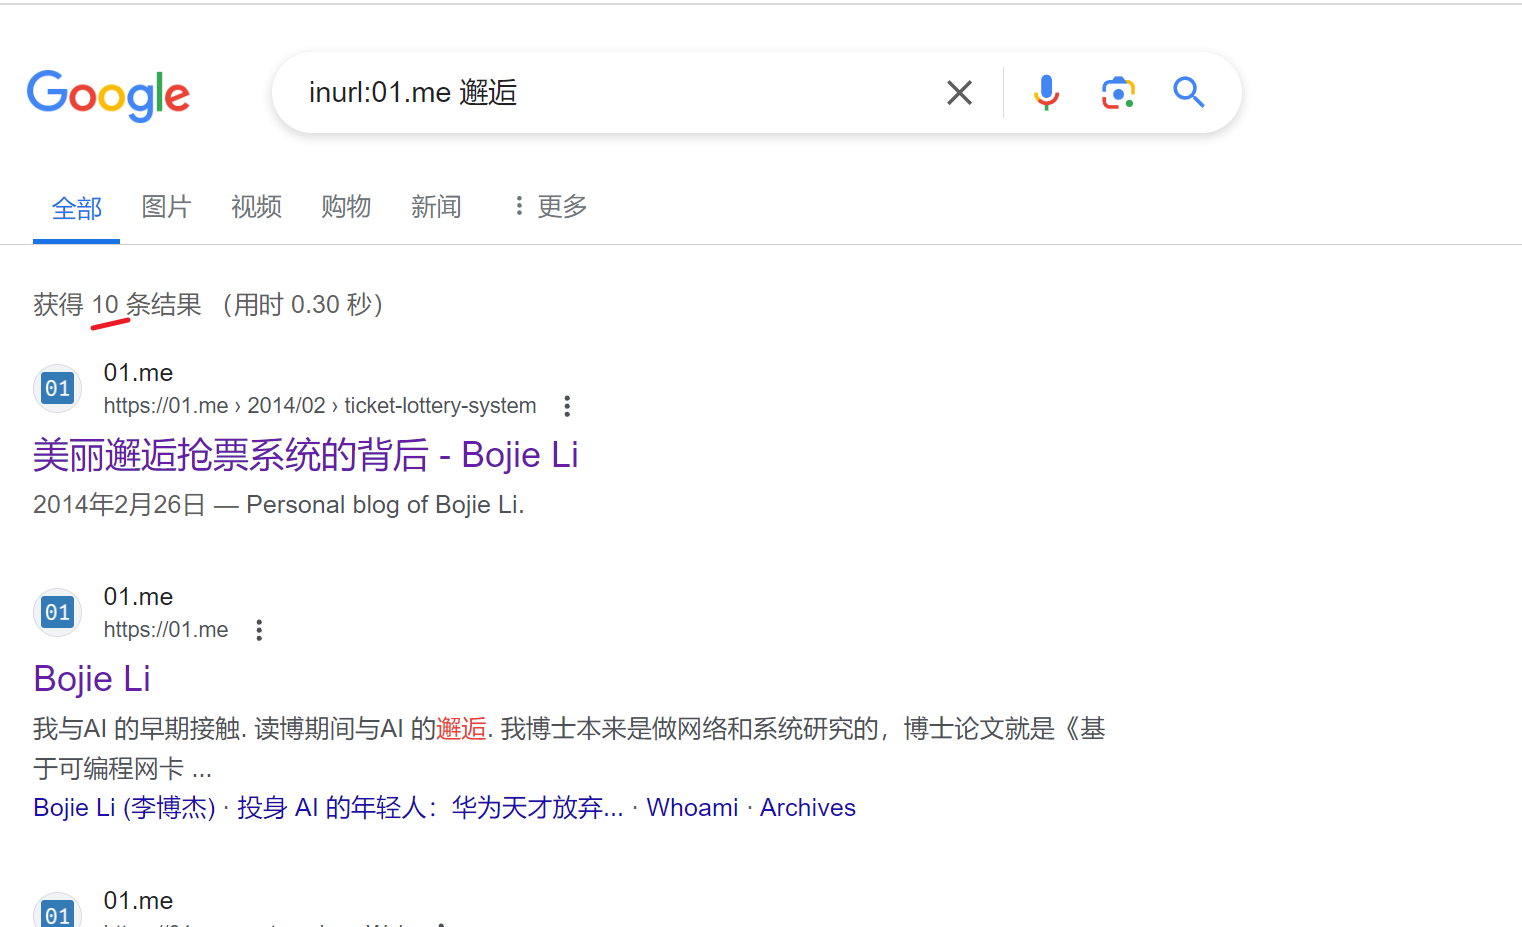 Google
inurl:01.me 邂逅
全部 图片 视频 购物 新闻 更多
获得 10 条结果 （用时 0.30 秒）
01
01.me
https://01.me › 2014/02 › ticket-lottery-system
美丽邂逅抢票系统的背后 - Bojie Li
2014年2月26日 — Personal blog of Bojie Li.
01
01.me
https://01.me
Bojie Li
我与AI 的早期接触. 读博期间与AI 的邂逅. 我博士本来是做网络和系统研究的，博士论文就是《基
于可编程网卡 ...
Bojie Li (李博杰) · 投身 AI 的年轻人：华为天才放弃... · Whoami · Archives
01
01.me